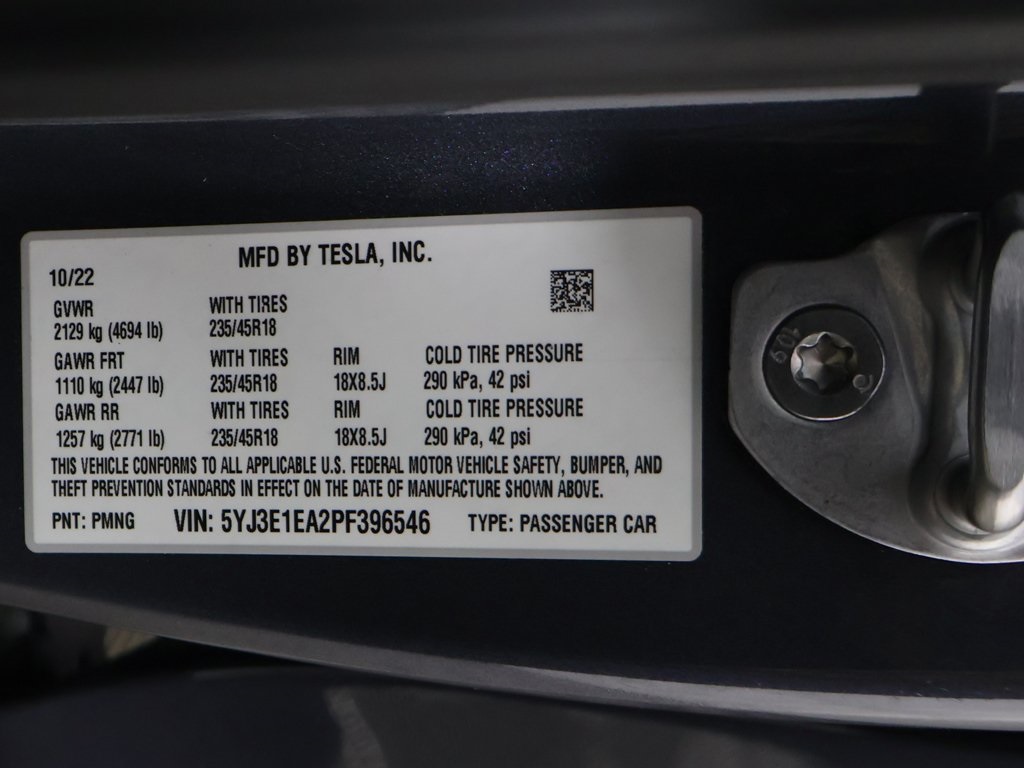 MFD BY TESLA, INC.
10/22
GVWR WITH TIRES
2129 kg (4694 lb) 235/45R18
GAWR FRT WITH TIRES RIM COLD TIRE PRESSURE
1110 kg (2447 lb) 235/45R18 18X8.5J 290 kPa, 42 psi
GAWR RR WITH TIRES RIM COLD TIRE PRESSURE
1257 kg (2771 lb) 235/45R18 18X8.5J 290 kPa, 42 psi
THIS VEHICLE CONFORMS TO ALL APPLICABLE U.S. FEDERAL MOTOR VEHICLE SAFETY, BUMPER, AND
THEFT PREVENTION STANDARDS IN EFFECT ON THE DATE OF MANUFACTURE SHOWN ABOVE.
PNT: PMNG VIN: 5YJ3E1EA2PF396546 TYPE: PASSENGER CAR